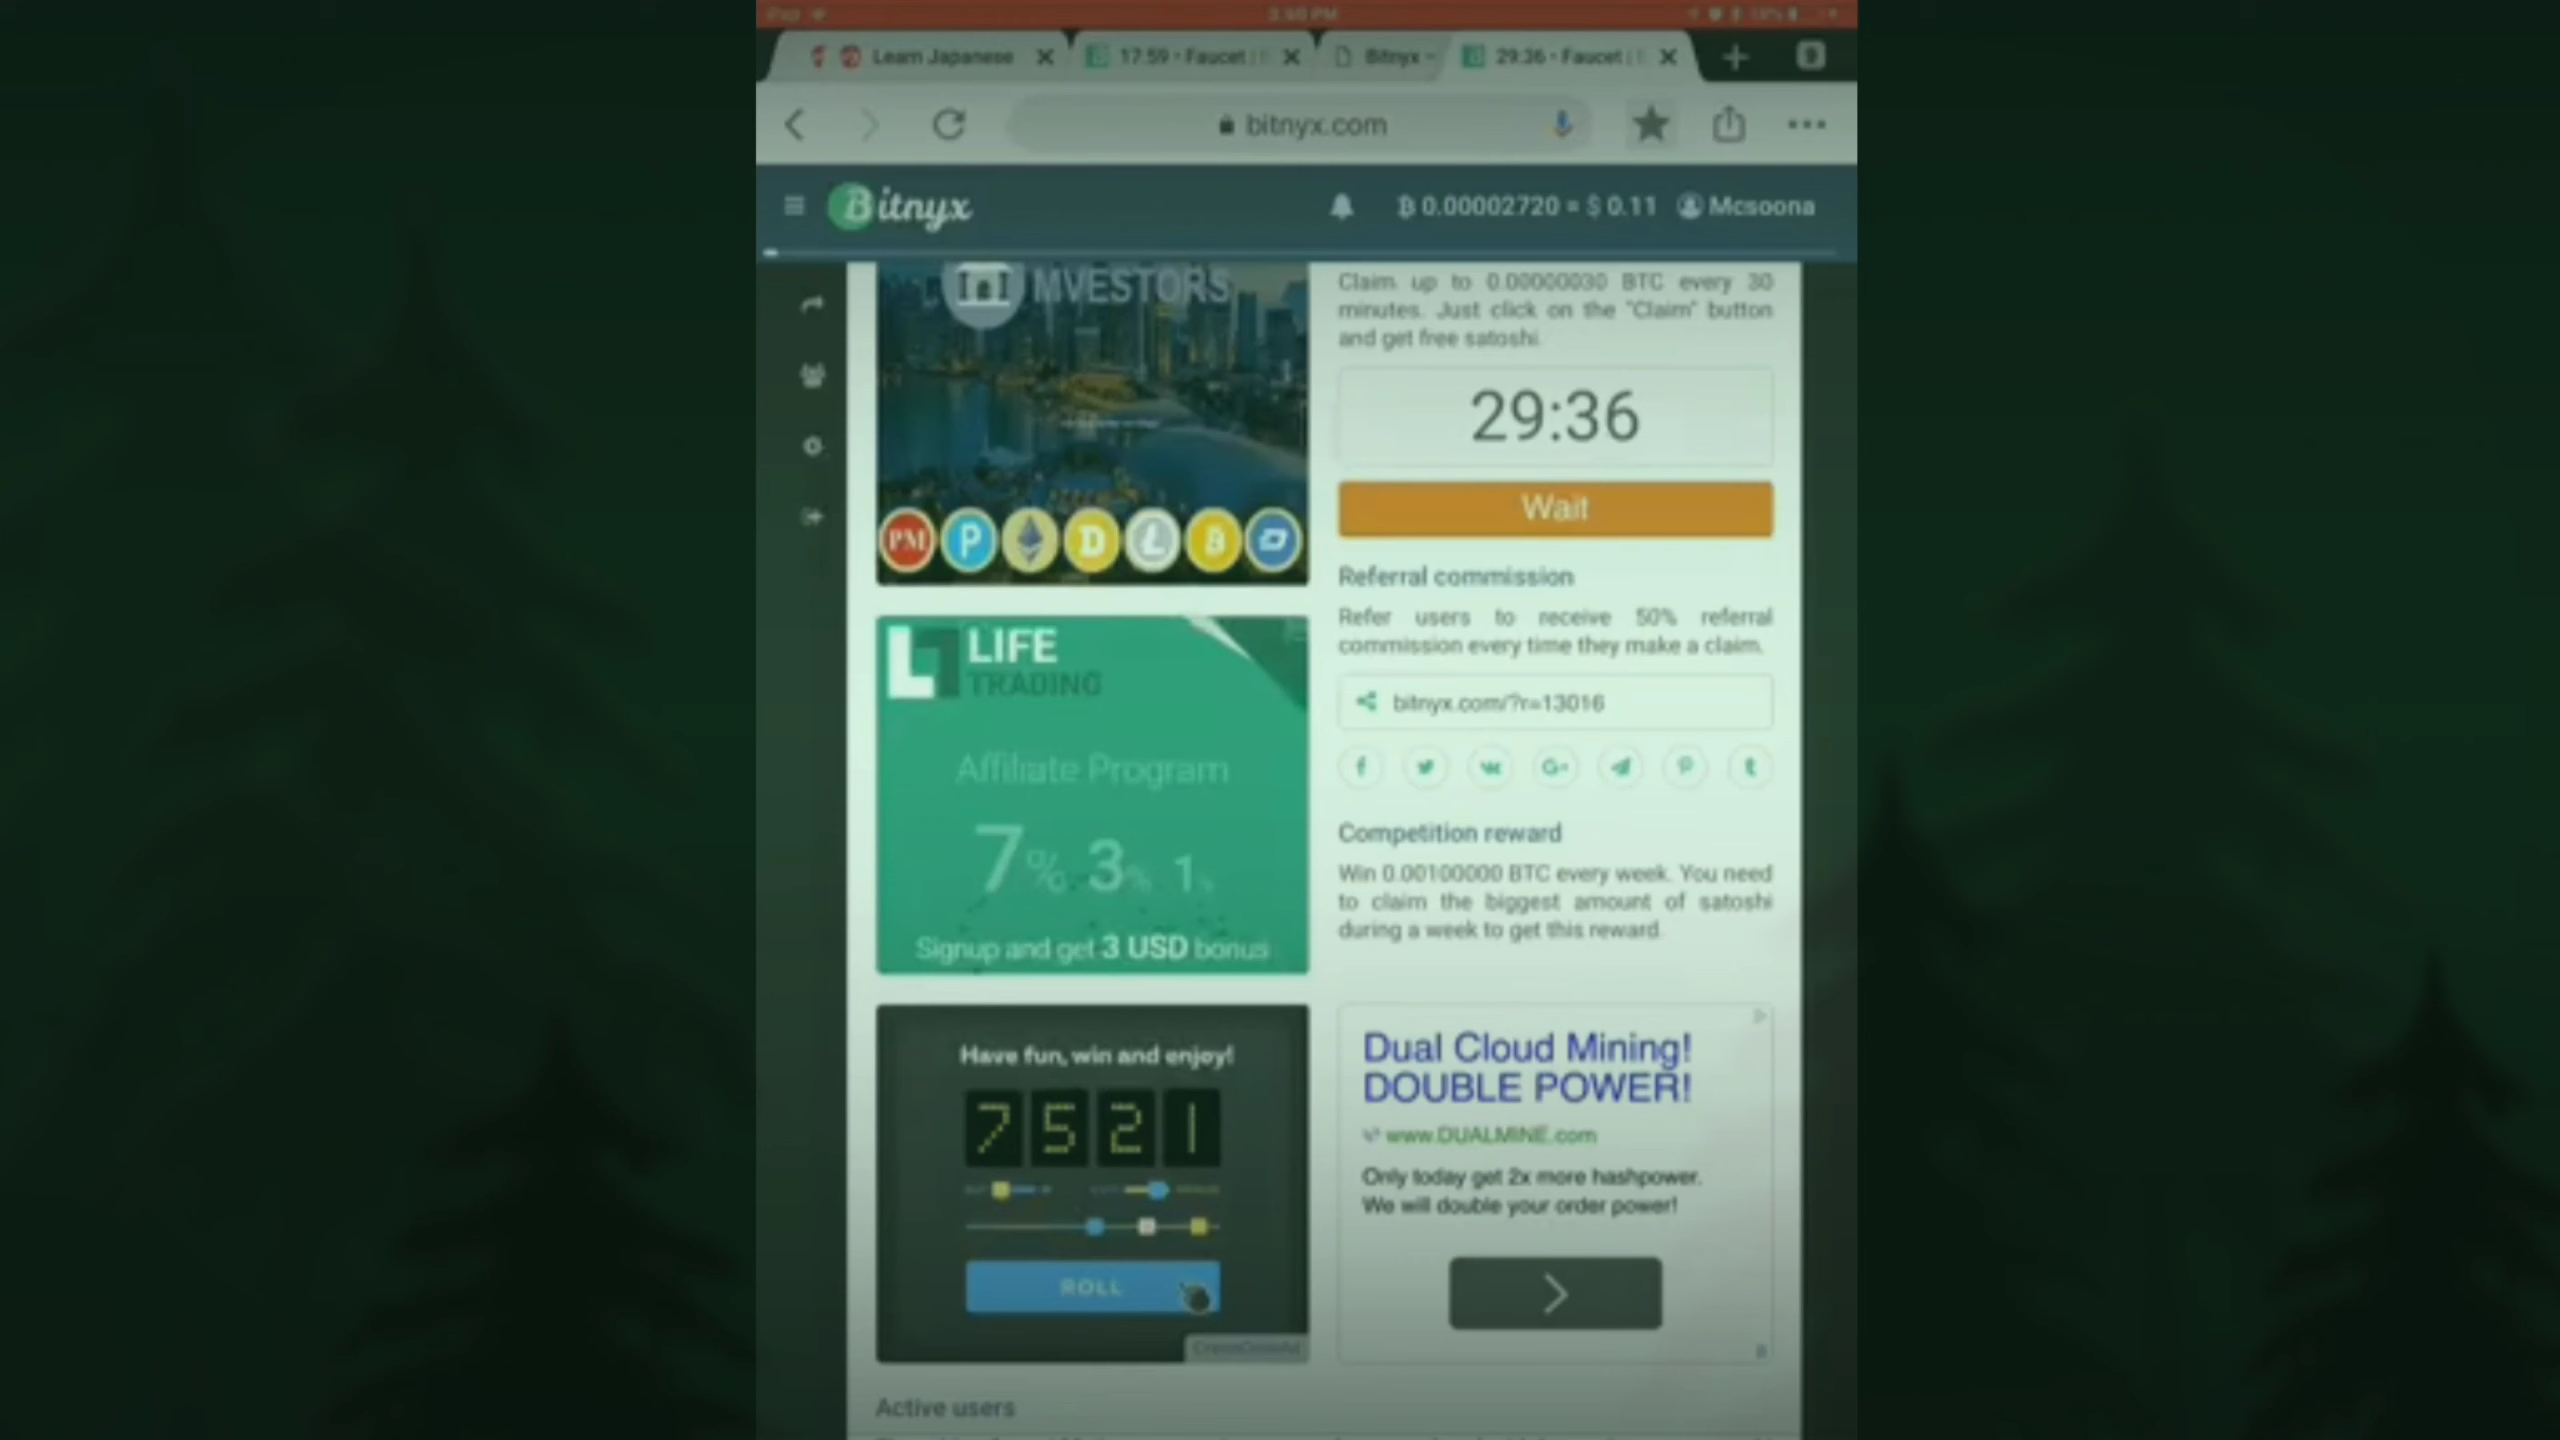 iPad
Learn Japanese
17:59 • Faucet
Bitnyx -
29:36 • Faucet
9
bitnyx.com
Bitnyx
₿ 0.00002720 = $ 0.11
Mcsoona
Claim up to 0.00000030 BTC every 30
minutes. Just click on the "Claim" button
and get free satoshi.
29:36
Wait
PM P D L B
Referral commission
Refer users to receive 50% referral
commission every time they make a claim.
bitnyx.com/?r=13016
LIFE
TRADING
Affiliate Program
7% 3% 1%
Signup and get 3 USD bonus
Competition reward
Win 0.00100000 BTC every week. You need
to claim the biggest amount of satoshi
during a week to get this reward.
Have fun, win and enjoy!
7521
ROLL
Dual Cloud Mining!
DOUBLE POWER!
www.DUALMINE.com
Only today get 2x more hashpower.
We will double your order power!
Active users